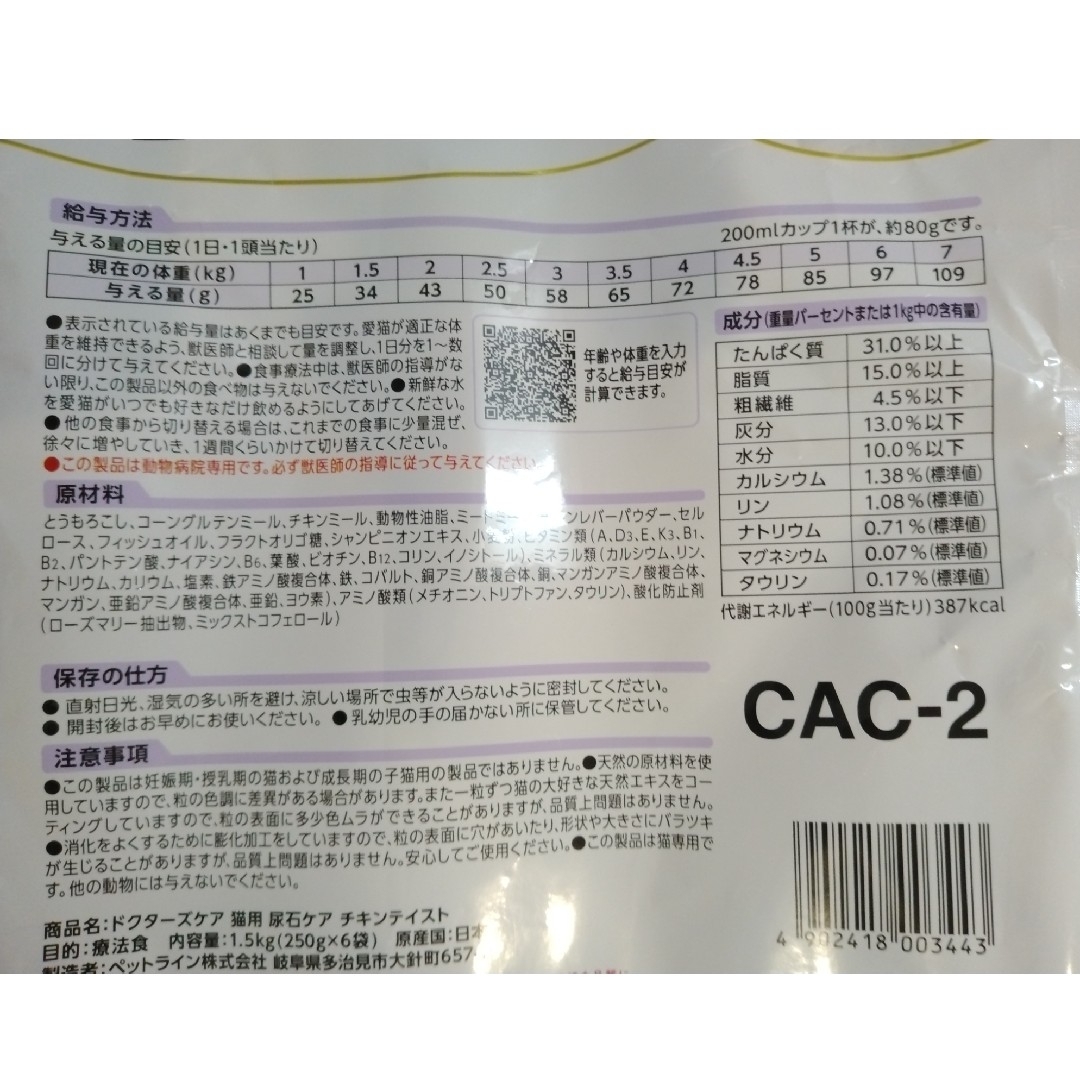 給与方法
与える量の目安(1日・1頭当たり)
200mlカップ1杯が、約80gです。
現在の体重(kg) 1 1.5 2 2.5 3 3.5 4 4.5 5 6 7
与える量(g) 25 34 43 50 58 65 72 78 85 97 109
●表示されている給与量はあくまでも目安です。愛猫が適正な体
重を維持できるよう、獣医師と相談して量を調整し、1日分を1〜数
回に分けて与えてください。●食事療法中は、獣医師の指導がな
い限り、この製品以外の食べ物は与えないでください。●新鮮な水
を愛猫がいつでも好きなだけ飲めるようにしてあげてください。
●他の食事から切り替える場合は、これまでの食事に少量混ぜ、
徐々に増やしていき、1週間くらいかけて切り替えてください。
●この製品は動物病院専用です。必ず獣医師の指導に従って与えてください
年齢や体重を入力
すると給与目安が
計算できます。
成分(重量パーセントまたは1kg中の含有量)
たんぱく質 31.0%以上
脂質 15.0%以上
粗繊維 4.5%以下
灰分 13.0%以下
水分 10.0%以下
カルシウム 1.38%(標準値)
リン 1.08%(標準値)
ナトリウム 0.71%(標準値)
マグネシウム 0.07%(標準値)
タウリン 0.17%(標準値)
代謝エネルギー(100g当たり)387kcal
原材料
とうもろこし、コーングルテンミール、チキンミール、動物性油脂、ミートミー ンレバーパウダー、セル
ロース、フィッシュオイル、フラクトオリゴ糖、シャンピニオンエキス、小麦粉、ビタミン類(A、D3、E、K3、B1、
B2、パントテン酸、ナイアシン、B6、葉酸、ビオチン、B12、コリン、イノシトール)、ミネラル類(カルシウム、リン、
ナトリウム、カリウム、塩素、鉄アミノ酸複合体、鉄、コバルト、銅アミノ酸複合体、銅、マンガンアミノ酸複合体、
マンガン、亜鉛アミノ酸複合体、亜鉛、ヨウ素)、アミノ酸類(メチオニン、トリプトファン、タウリン)、酸化防止剤
(ローズマリー抽出物、ミックストコフェロール)
保存の仕方
●直射日光、湿気の多い所を避け、涼しい場所で虫等が入らないように密封してください。
●開封後はお早めにお使いください。●乳幼児の手の届かない所に保管してください。
注意事項
●この製品は妊娠期・授乳期の猫および成長期の子猫用の製品ではありません。●天然の原材料を使
用していますので、粒の色調に差異がある場合があります。また一粒ずつ猫の大好きな天然エキスをコー
ティングしていますので、粒の表面に多少色ムラができることがありますが、品質上問題はありません。
●消化をよくするために膨化加工をしていますので、粒の表面に穴があいたり、形状や大きさにバラツキ
が生じることがありますが、品質上問題はありません。安心してご使用ください。●この製品は猫専用で
す。他の動物には与えないでください。
商品名:ドクターズケア 猫用 尿石ケア チキンテイスト
目的:療法食 内容量:1.5kg(250g×6袋) 原産国:日本
製造者:ペットライン株式会社 岐阜県多治見市大針町657
CAC-2
4 902418 003443